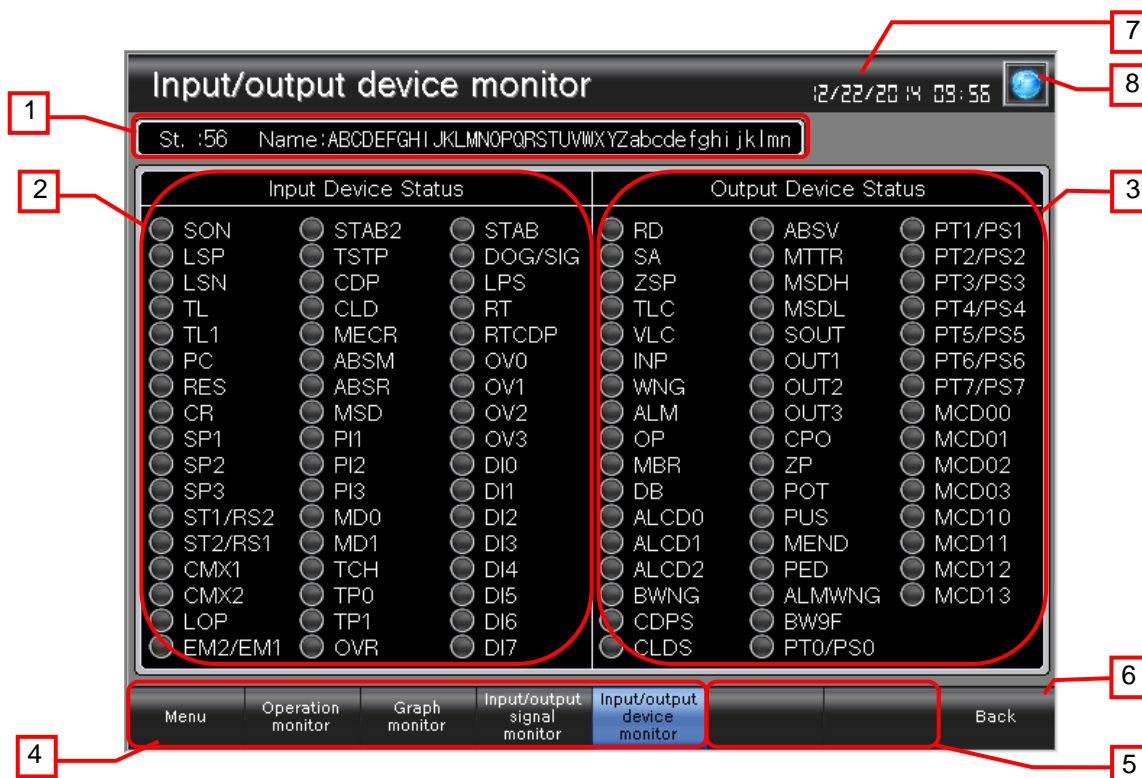 7
Input/output device monitor 12/22/2014 09:56
8
1
St. :56 Name:ABCDEFGHIJKLMNOPQRSTUVWXYZabcdefghijklmn
2
Input Device Status Output Device Status
3
SON STAB2 STAB RD ABSV PT1/PS1
LSP TSTP DOG/SIG SA MTTR PT2/PS2
LSN CDP LPS ZSP MSDH PT3/PS3
TL CLD RT TLC MSDL PT4/PS4
TL1 MECR RTCDP VLC SOUT PT5/PS5
PC ABSM OV0 INP OUT1 PT6/PS6
RES ABSR OV1 WNG OUT2 PT7/PS7
CR MSD OV2 ALM OUT3 MCD00
SP1 PI1 OV3 OP CPO MCD01
SP2 PI2 DI0 MBR ZP MCD02
SP3 PI3 DI1 DB POT MCD03
ST1/RS2 MD0 DI2 ALCD0 PUS MCD10
ST2/RS1 MD1 DI3 ALCD1 MEND MCD11
CMX1 TCH DI4 ALCD2 PED MCD12
CMX2 TP0 DI5 BWNG ALMWNG MCD13
LOP TP1 DI6 CDPS BW9F
EM2/EM1 OVR DI7 CLDS PT0/PS0
6
Menu
Operation
monitor
Graph
monitor
Input/output
signal
monitor
Input/output
device
monitor
Back
4
5